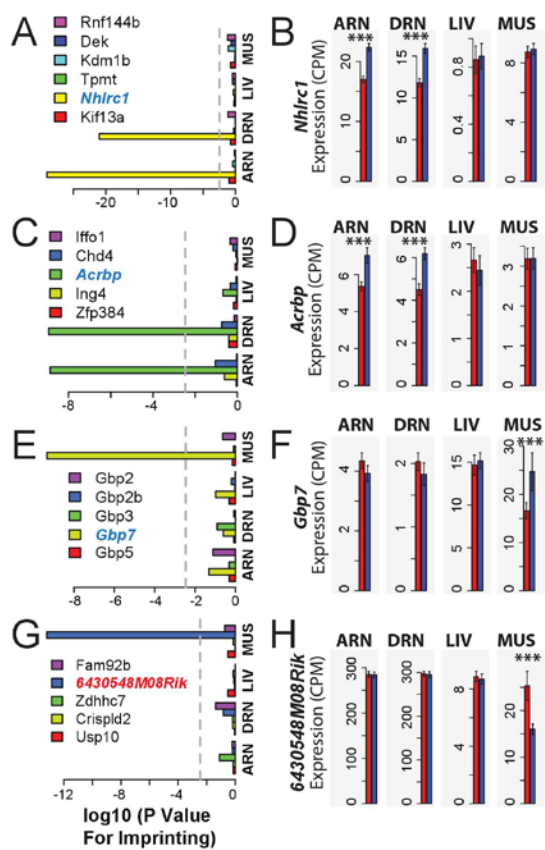 A
Rnf144b
Dek
Kdm1b
Tpmt
Nhlrc1
Kif13a
MUS
LIV
DRN
ARN
-20
-10
0
B
ARN DRN LIV MUS
*** ***
Nhlrc1
Expression (CPM)
0 10 20
0 5 10 15
0 0.4 0.8
0 4 8
C
Iffo1
Chd4
Acrbp
Ing4
Zfp384
MUS
LIV
DRN
ARN
-8
-4
0
D
ARN DRN LIV MUS
*** ***
Acrbp
Expression (CPM)
0 2 4 6
0 2 4 6
0 1 2 3
0 1 2 3
E
Gbp2
Gbp2b
Gbp3
Gbp7
Gbp5
MUS
LIV
DRN
ARN
-8
-6
-4
-2
0
F
ARN DRN LIV MUS
***
Gbp7
Expression (CPM)
0 2 4
0 1 2
0 5 10 15
0 10 20 30
G
Fam92b
6430548M08Rik
Zdhhc7
Crispld2
Usp10
MUS
LIV
DRN
ARN
-12
-8
-4
0
log10 (P Value
For Imprinting)
H
ARN DRN LIV MUS
***
6430548M08Rik
Expression (CPM)
0 100 200 300
0 100 200 300
0 4 8
0 5 10 15 20 25